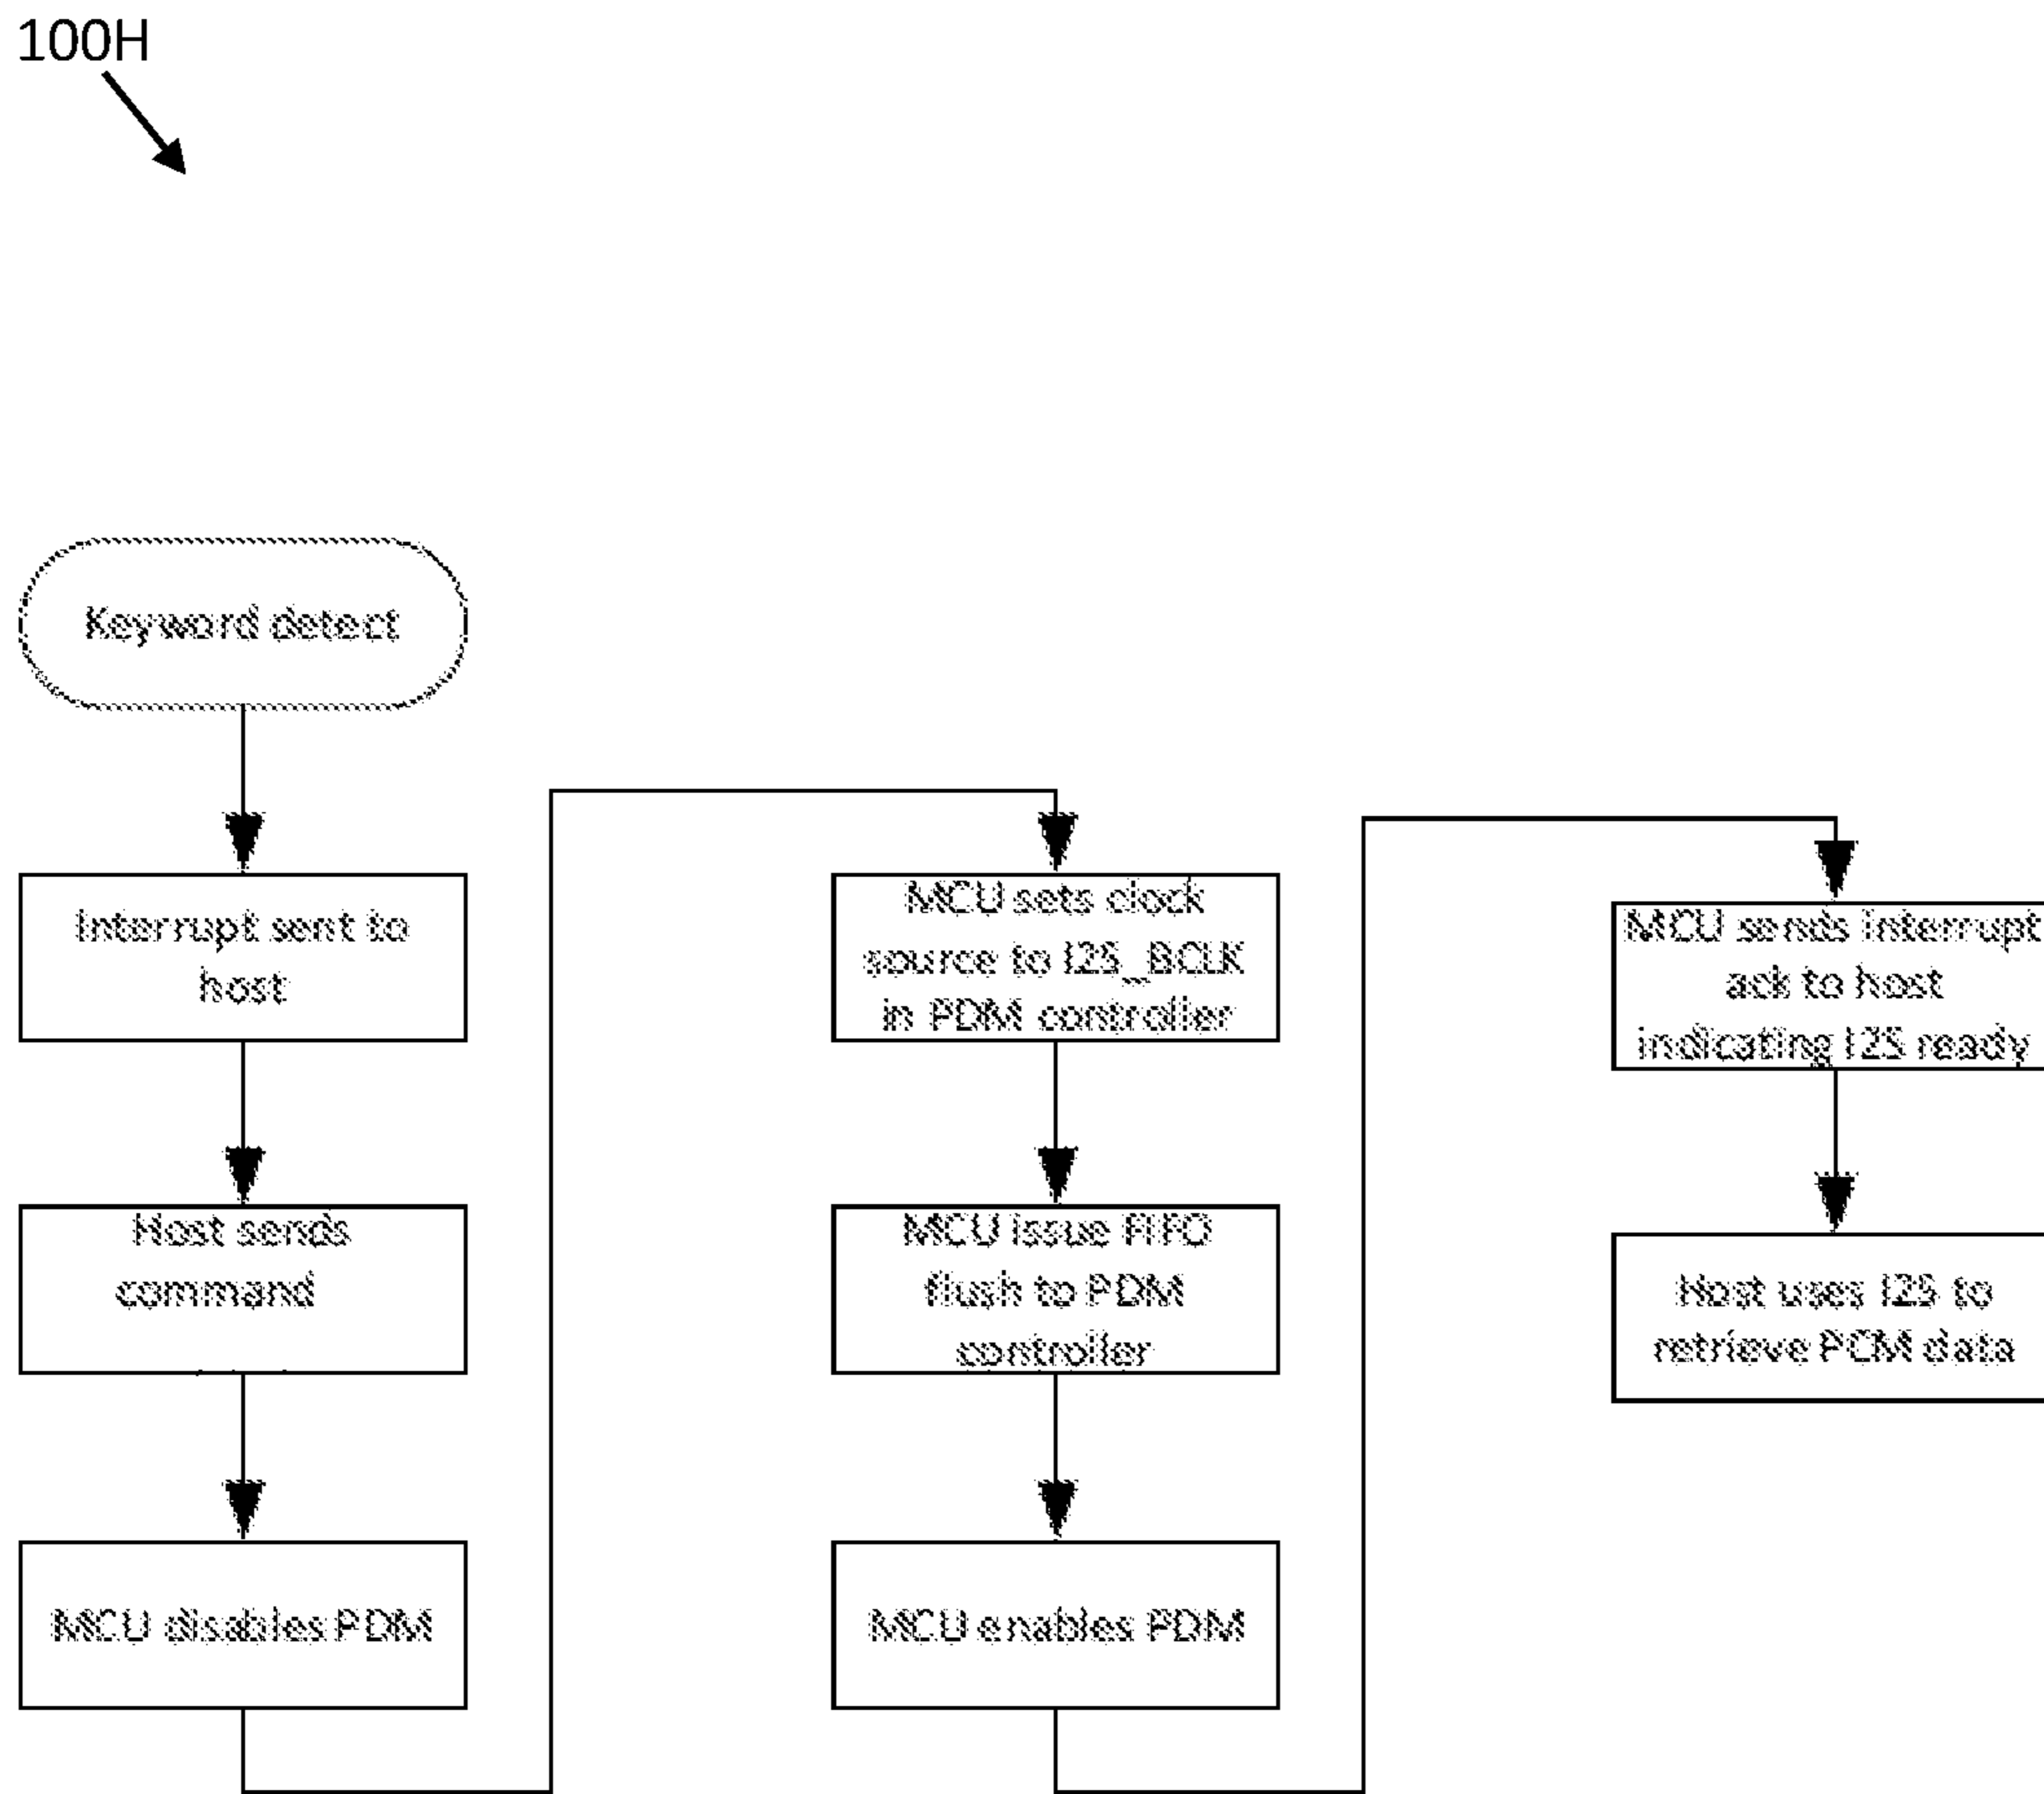 100H
Keyword detect
Interrupt sent to
host
Host sends
command
MCU disables PDM
MCU sets clock
source to I2S_BCLK
in PDM controller
MCU issue FIFO
flush to PDM
controller
MCU enables PDM
MCU sends interrupt
ack to host
indicating I2S ready
Host uses I2S to
retrieve PCM data